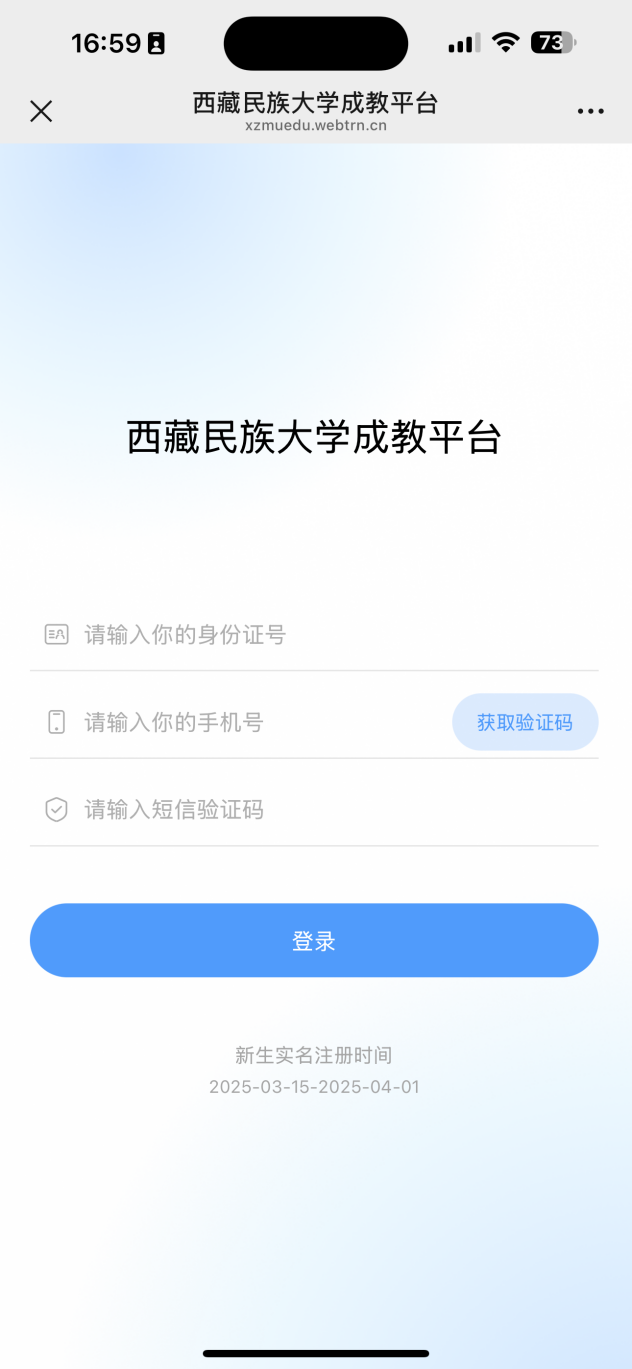 16:59
73
西藏民族大学成教平台
xzmuedu.webtrn.cn
西藏民族大学成教平台
请输入你的身份证号
请输入你的手机号
获取验证码
请输入短信验证码
登录
新生实名注册时间
2025-03-15-2025-04-01